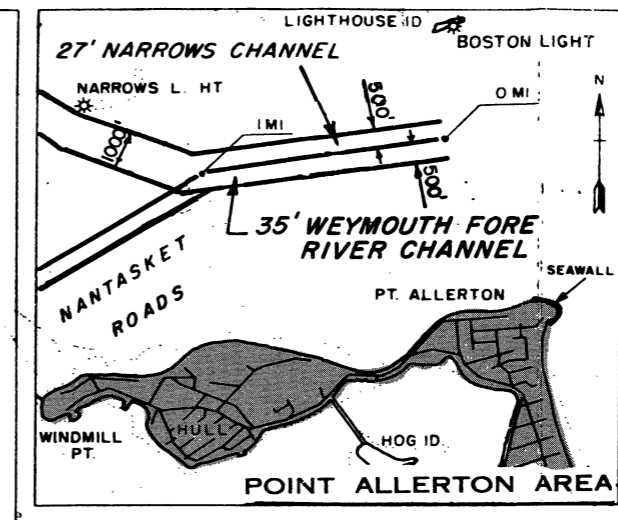 LIGHTHOUSE ID
BOSTON LIGHT
27' NARROWS CHANNEL
NARROWS L. HT
500'
0 MI
N
1000'
1 MI
500'
35' WEYMOUTH FORE
RIVER CHANNEL
NANTASKET
ROADS
SEAWALL
PT. ALLERTON
WINDMILL
PT.
HULL
HOG ID.
POINT ALLERTON AREA